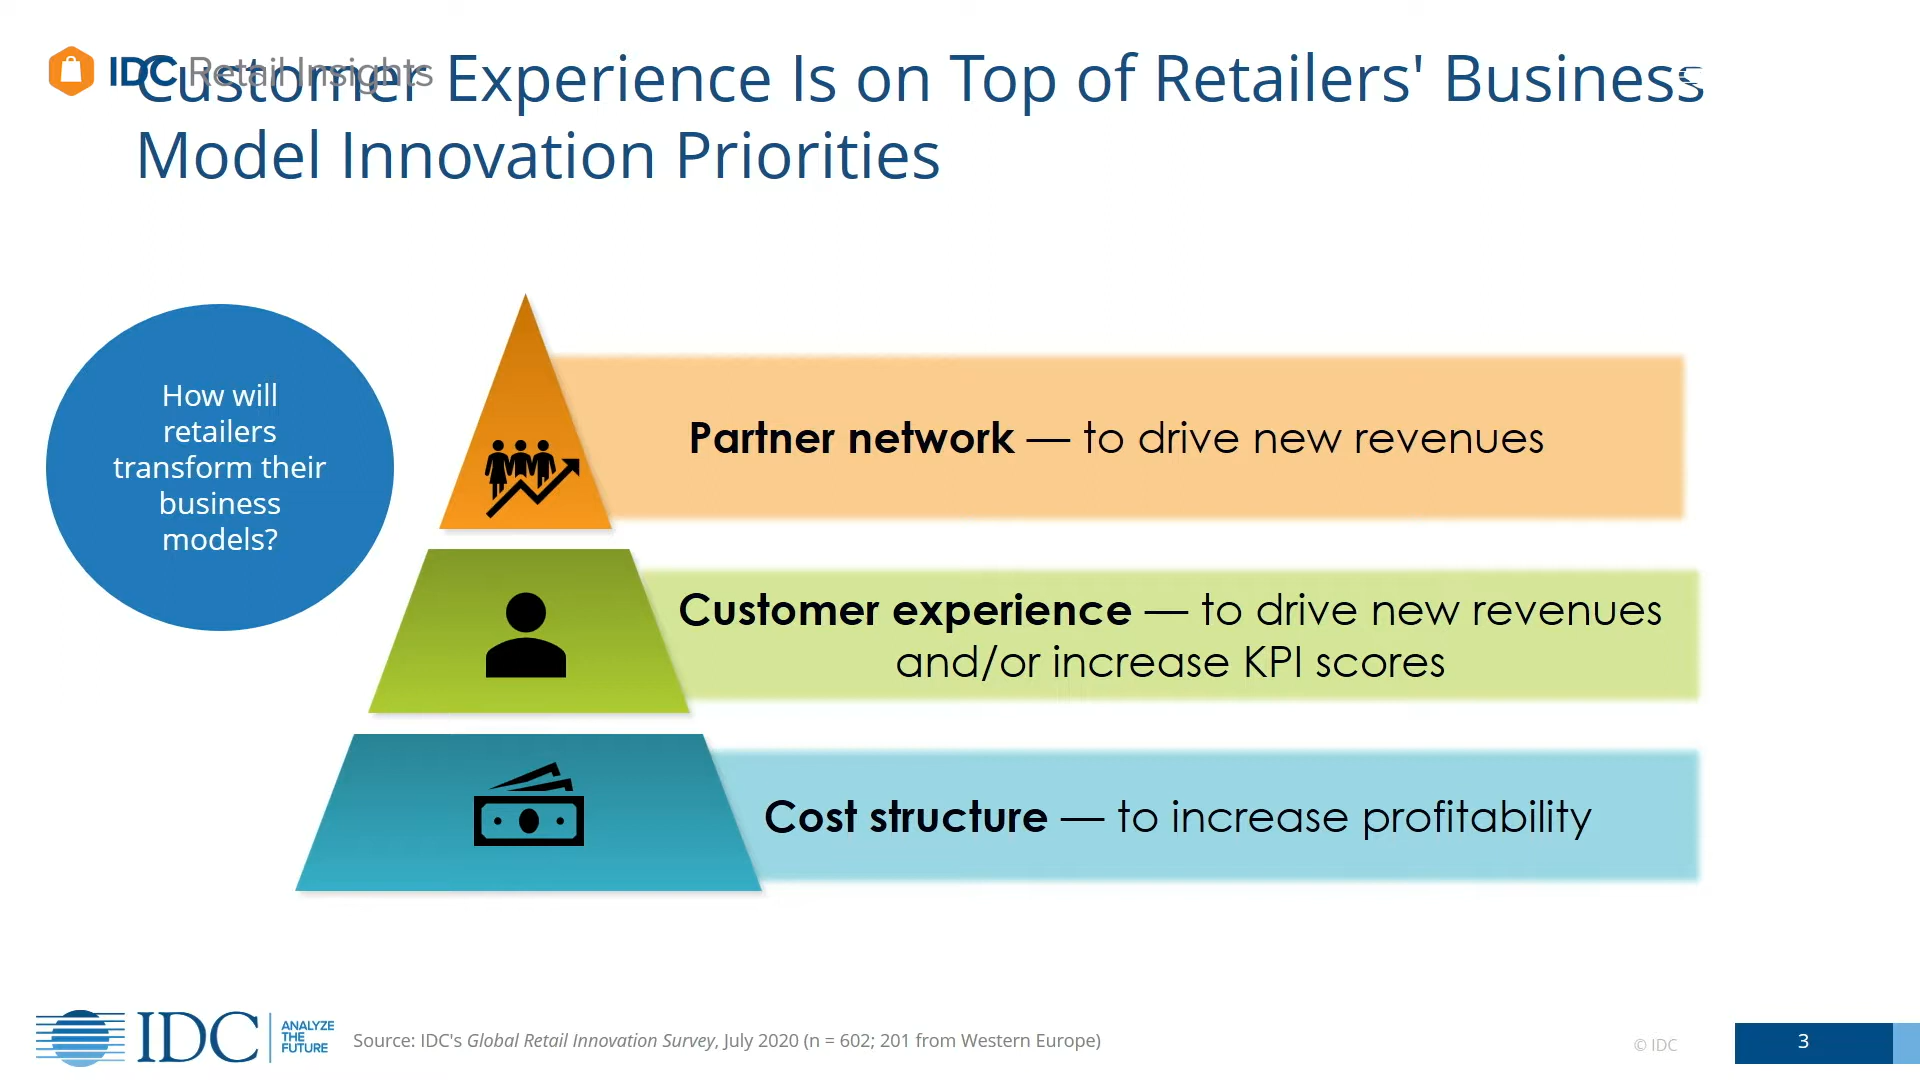 IDC Retail Insights
Customer Experience Is on Top of Retailers' Business
Model Innovation Priorities
How will
retailers
transform their
business
models?
Partner network — to drive new revenues
Customer experience — to drive new revenues
and/or increase KPI scores
Cost structure — to increase profitability
IDC
ANALYZE
THE
FUTURE
Source: IDC's Global Retail Innovation Survey, July 2020 (n = 602; 201 from Western Europe)
© IDC
3